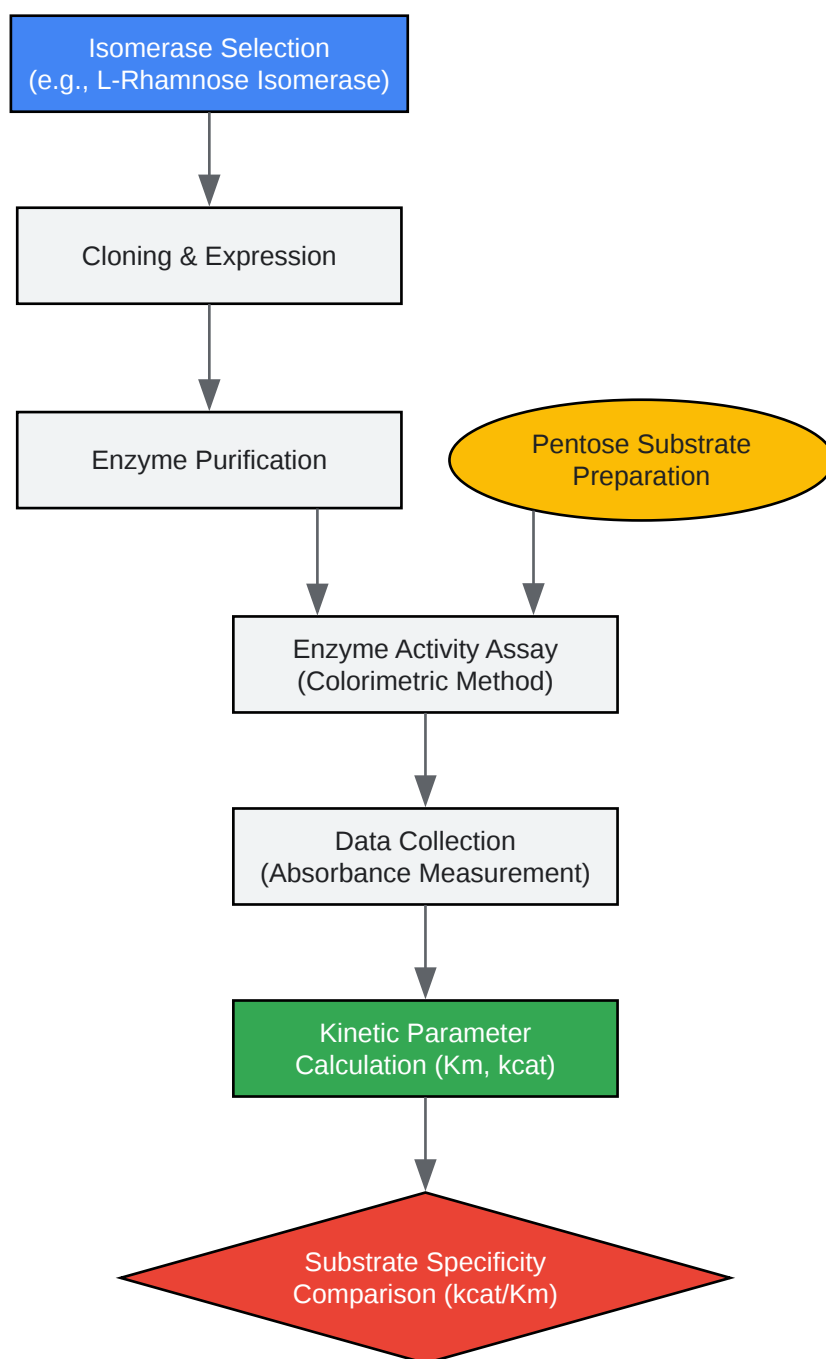 Isomerase Selection
(e.g., L-Rhamnose Isomerase)
Cloning & Expression
Enzyme Purification
Pentose Substrate
Preparation
Enzyme Activity Assay
(Colorimetric Method)
Data Collection
(Absorbance Measurement)
Kinetic Parameter
Calculation (Km, kcat)
Substrate Specificity
Comparison (kcat/Km)